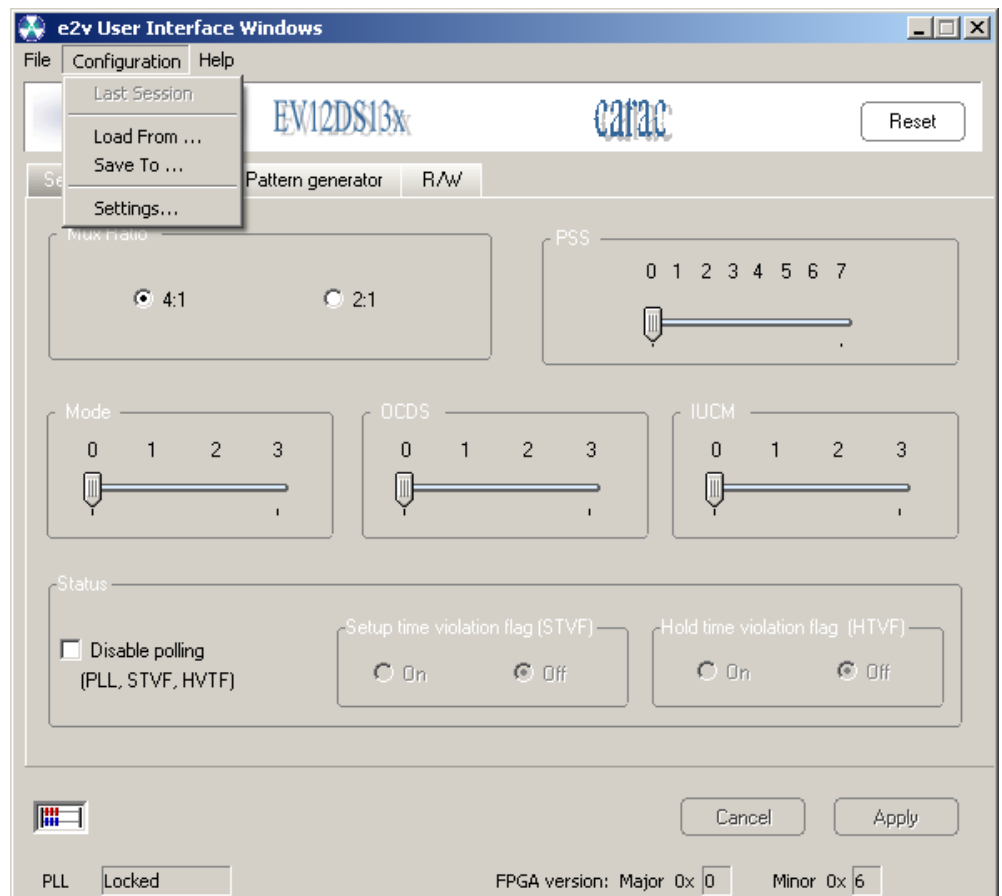 e2v User Interface Windows
File Configuration Help
Last Session
Load From ...
Save To ...
Settings...
EV12DS13x
carac
Reset
Se
Pattern generator
R/W
Mux Ratio
4:1
2:1
PSS
0 1 2 3 4 5 6 7
Mode
0 1 2 3
OCDS
0 1 2 3
IUCM
0 1 2 3
Status
Disable polling
(PLL, STVF, HVTF)
Setup time violation flag (STVF)
On
Off
Hold time violation flag (HTVF)
On
Off
Cancel
Apply
PLL Locked
FPGA version: Major 0x 0 Minor 0x 6